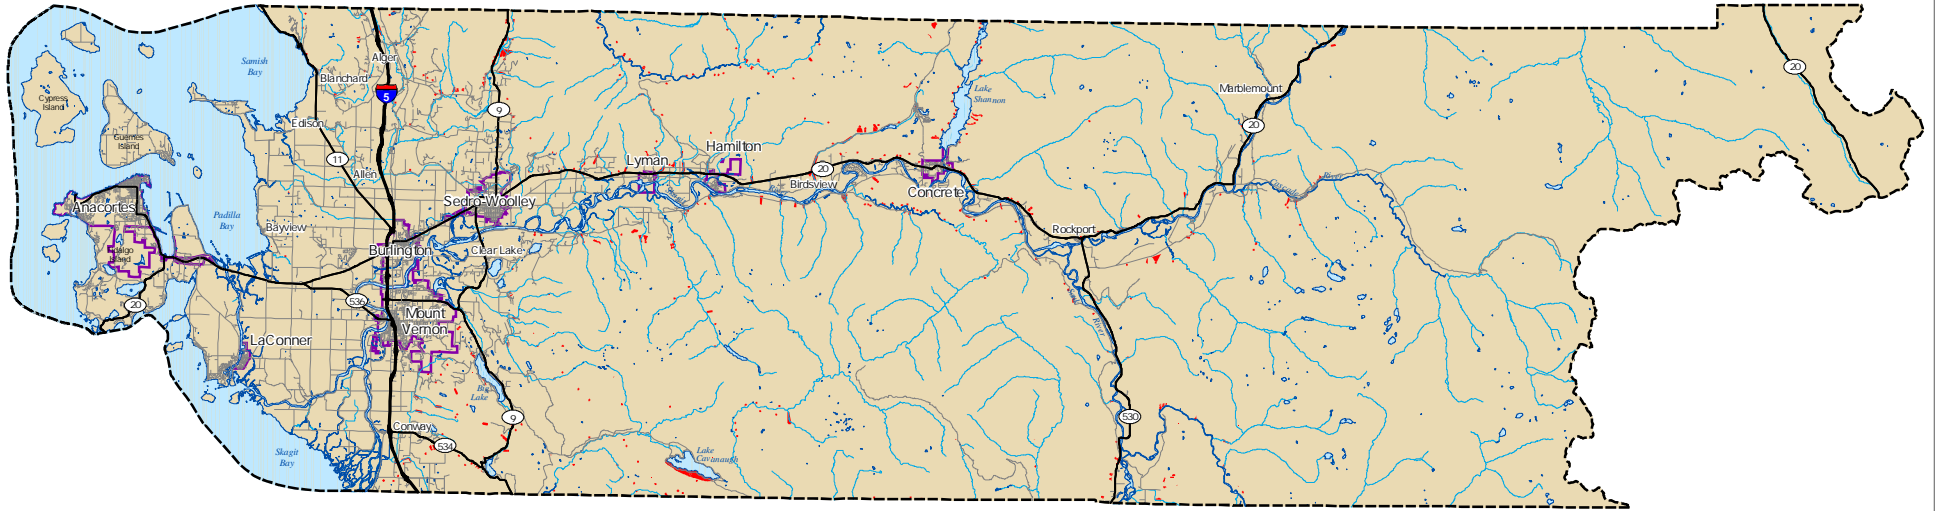 Samish
Bay
Alger
Blanchard
5
20
Cypress
Island
Lake
Shannon
Marblemount
9
Edison
20
Guemes
Island
11
Hamilton
Lyman
Allen
20
Birdsview
Concrete
Sedro-Woolley
Anacortes
Padilla
Bay
Bayview
Rockport
Burlington
Clear Lake
Island
20
536
Mount
Vernon
River
LaConner
Big
Lake
9
530
Conway
534
Skagit
Bay
Lake
Cavanaugh
River